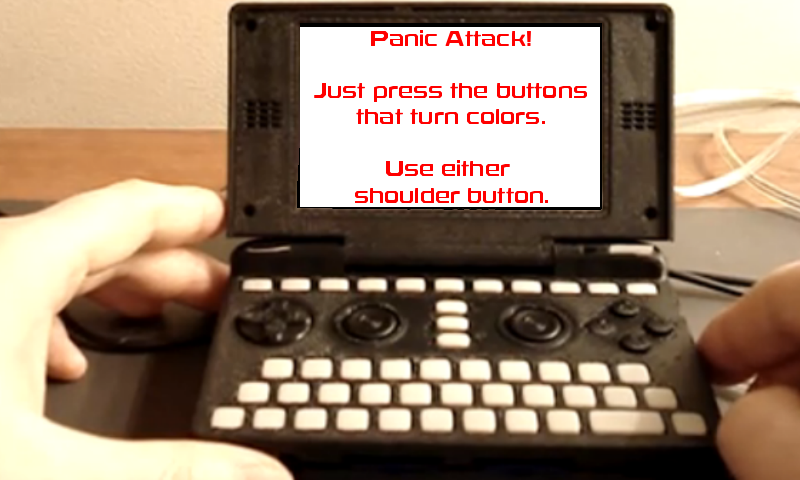 Panic Attack!
Just press the buttons
that turn colors.
Use either
shoulder button.